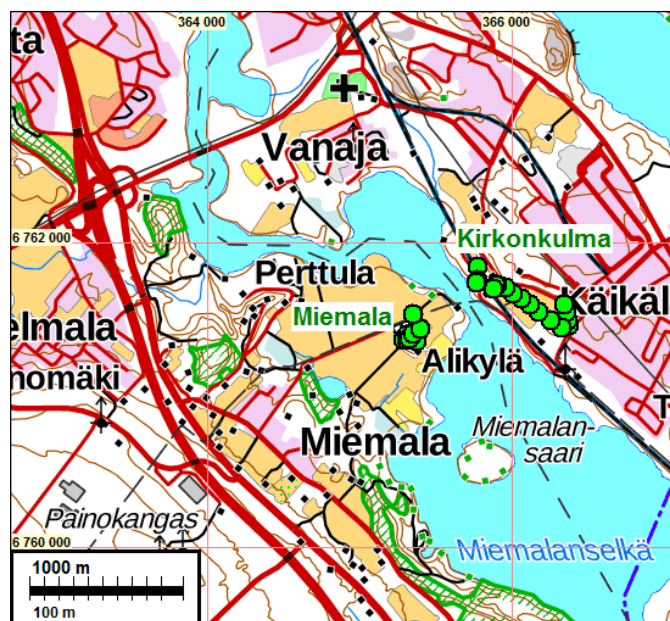 364 000
366 000
ta
Vanaja
6 762 000
Kirkonkulma
Perttula
Käikäl
Miemala
elmala
Alikylä
nomäki
T
Miemala
Miemalan-
saari
Painokangas
6 760 000
Miemalanselkä
1000 m
100 m